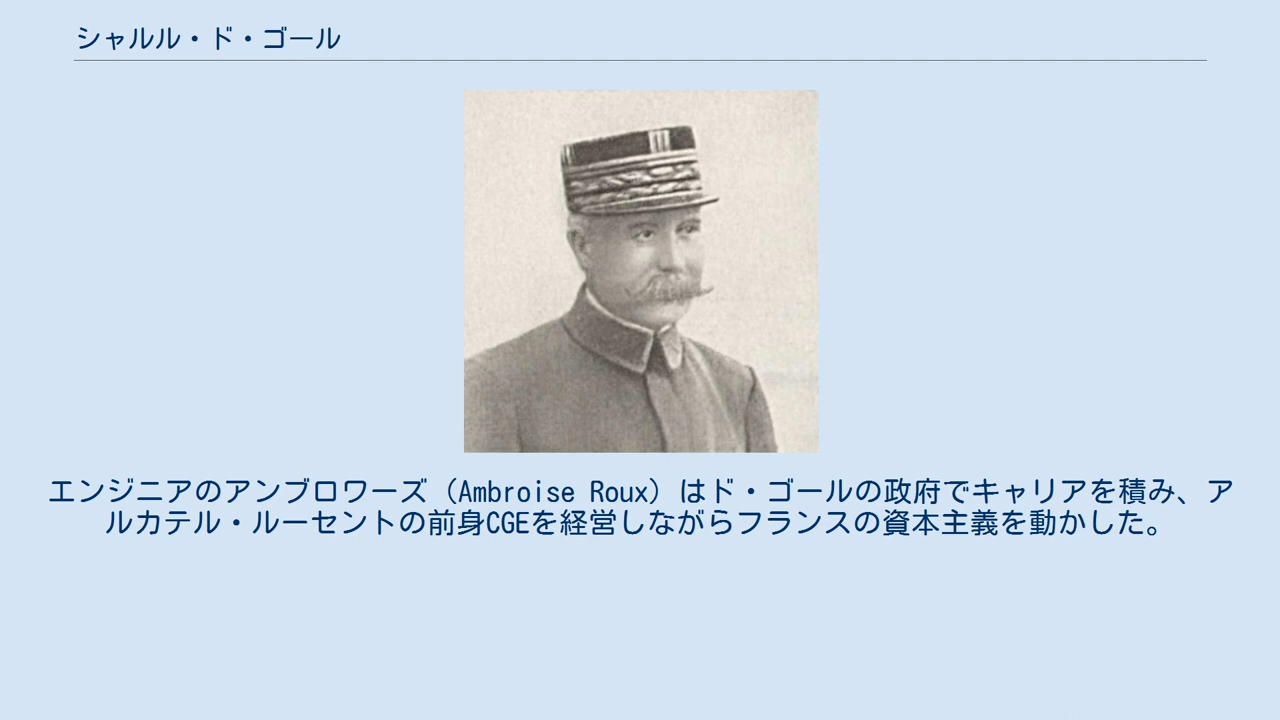 シャルル・ド・ゴール
エンジニアのアンブロワーズ（Ambroise Roux）はド・ゴールの政府でキャリアを積み、ア
ルカテル・ルーセントの前身CGEを経営しながらフランスの資本主義を動かした。